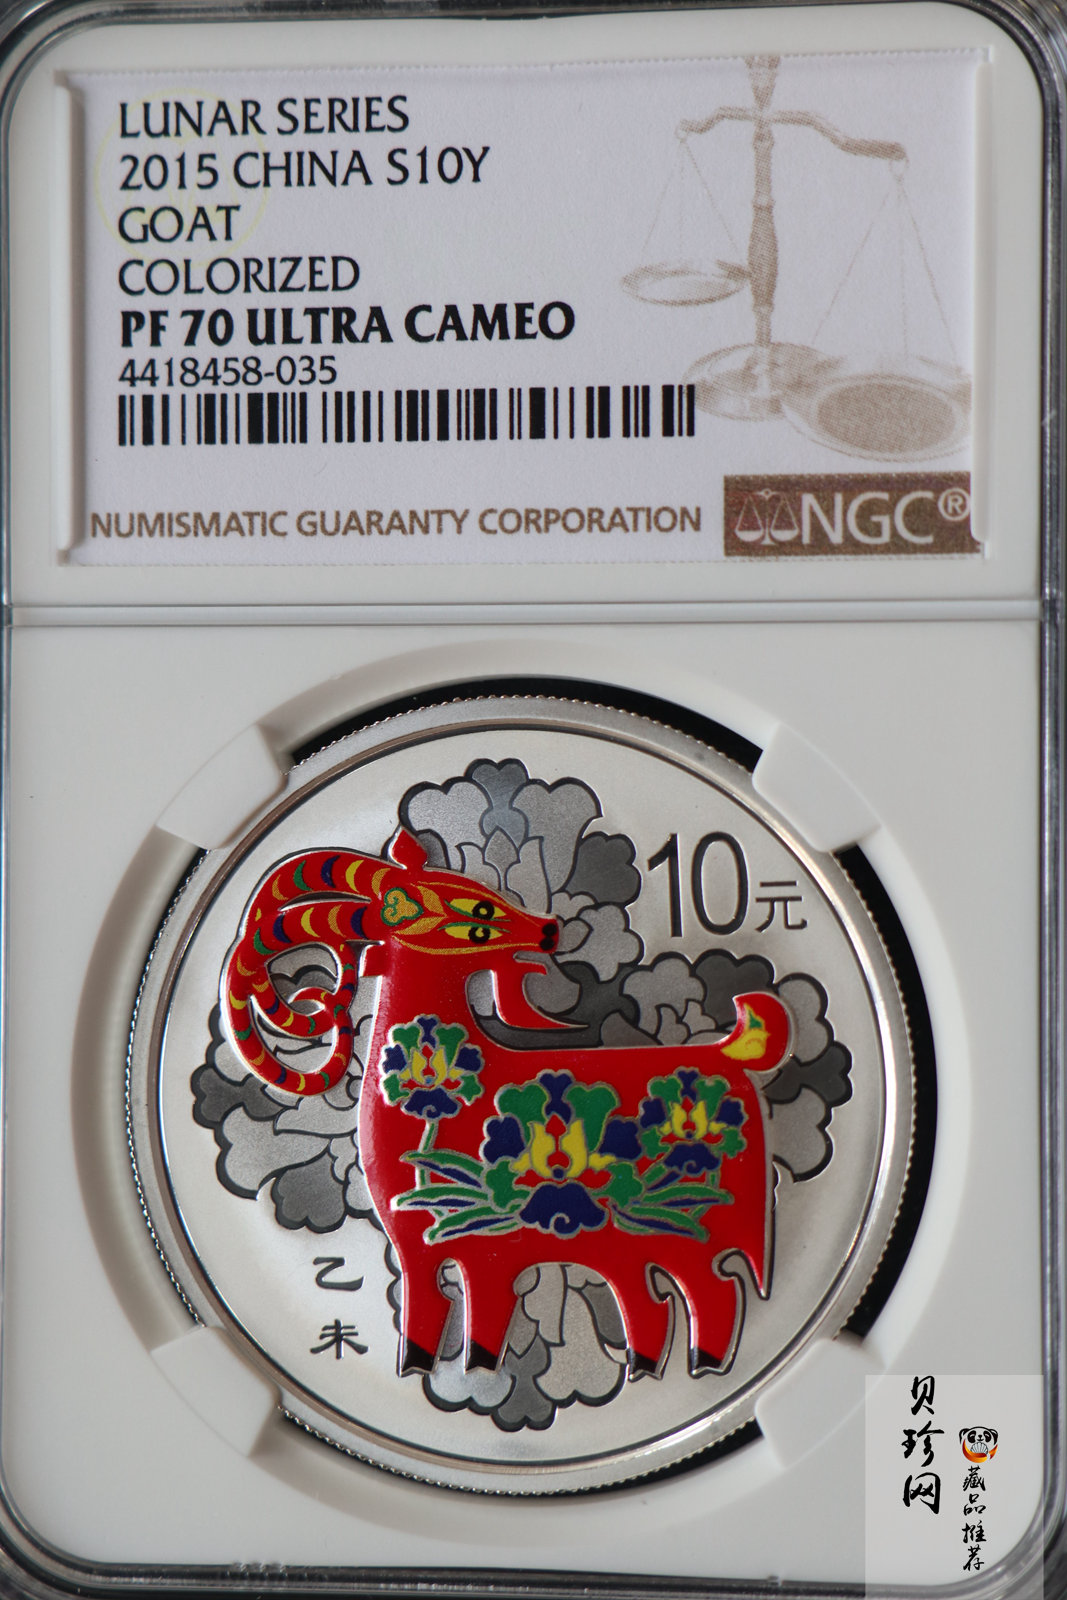 LUNAR SERIES
2015 CHINA S10Y
GOAT
COLORIZED
PF 70 ULTRA CAMEO
4418458-035
NUMISMATIC GUARANTY CORPORATION
NGC®
10元
乙未
贝珍网
藏品推荐